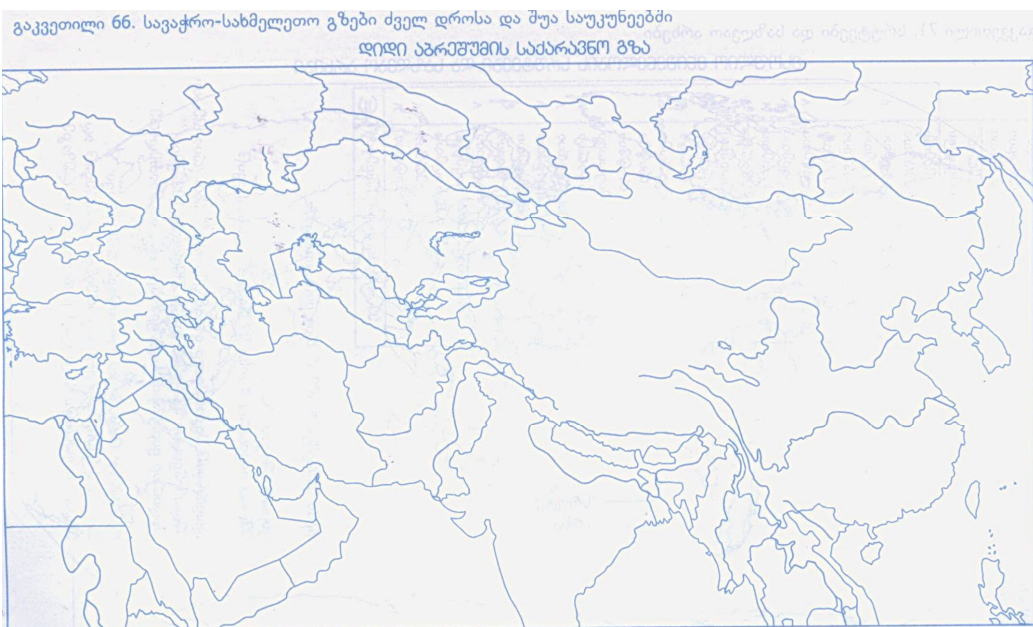 გაკვეთილი 66. სავაჭრო-სახმელეთო გზები ძველ დროსა და შუა საუკუნეებში
დიდი აბრეშუმის საქარავნო გზა